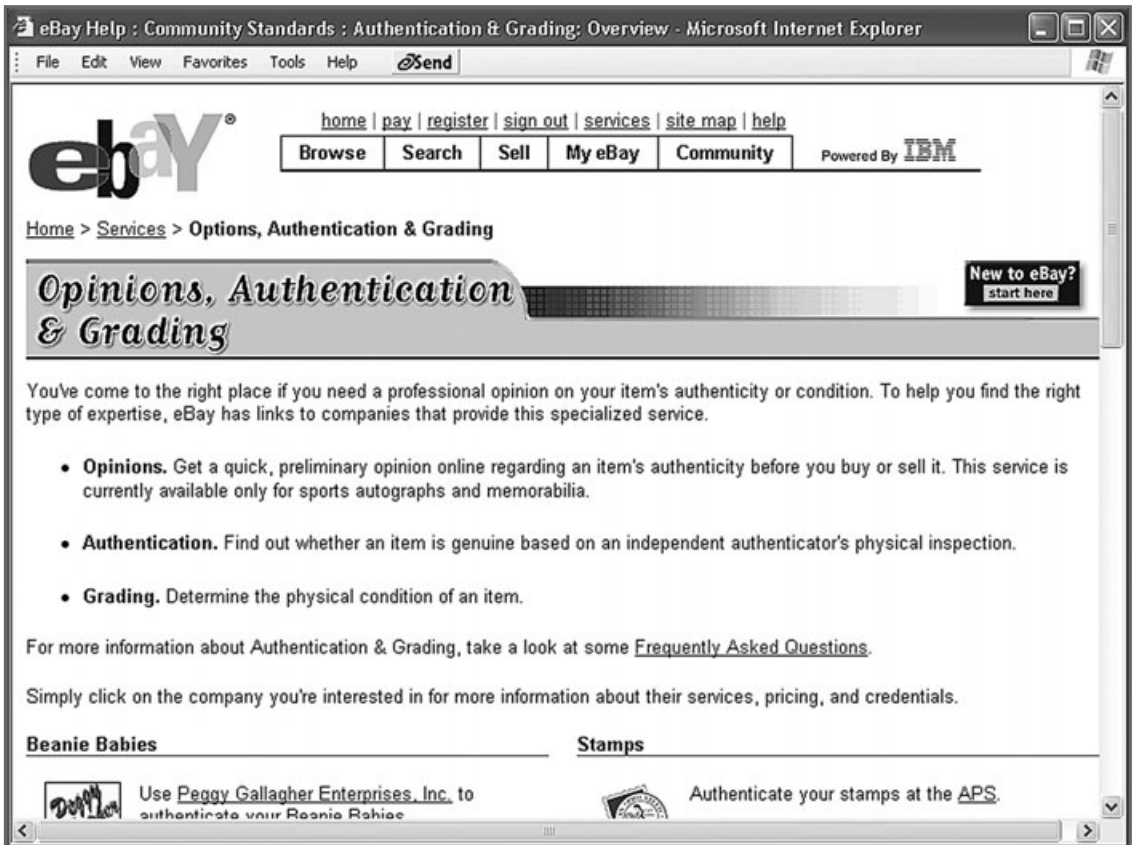 eBay Help : Community Standards : Authentication & Grading: Overview - Microsoft Internet Explorer
File Edit View Favorites Tools Help Send
ebaY®
home | pay | register | sign out | services | site map | help
Browse Search Sell My eBay Community Powered By IBM
Home > Services > Options, Authentication & Grading
Opinions, Authentication
& Grading
New to eBay?
start here
You've come to the right place if you need a professional opinion on your item's authenticity or condition. To help you find the right
type of expertise, eBay has links to companies that provide this specialized service.
• Opinions. Get a quick, preliminary opinion online regarding an item's authenticity before you buy or sell it. This service is
currently available only for sports autographs and memorabilia.
• Authentication. Find out whether an item is genuine based on an independent authenticator's physical inspection.
• Grading. Determine the physical condition of an item.
For more information about Authentication & Grading, take a look at some Frequently Asked Questions.
Simply click on the company you're interested in for more information about their services, pricing, and credentials.
Beanie Babies
Use Peggy Gallagher Enterprises, Inc. to
authenticate your Beanie Babies
Stamps
Authenticate your stamps at the APS.